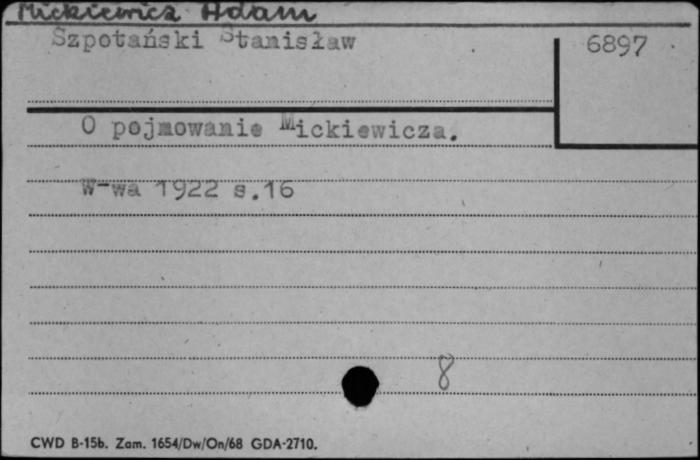 Mickiewicz Adam
Szpotański Stanisław
6897
O pojmowanie Mickiewicza.
W-wa 1922 s.16
8
CWD B-15b. Zam. 1654/Dw/On/68 GDA-2710.